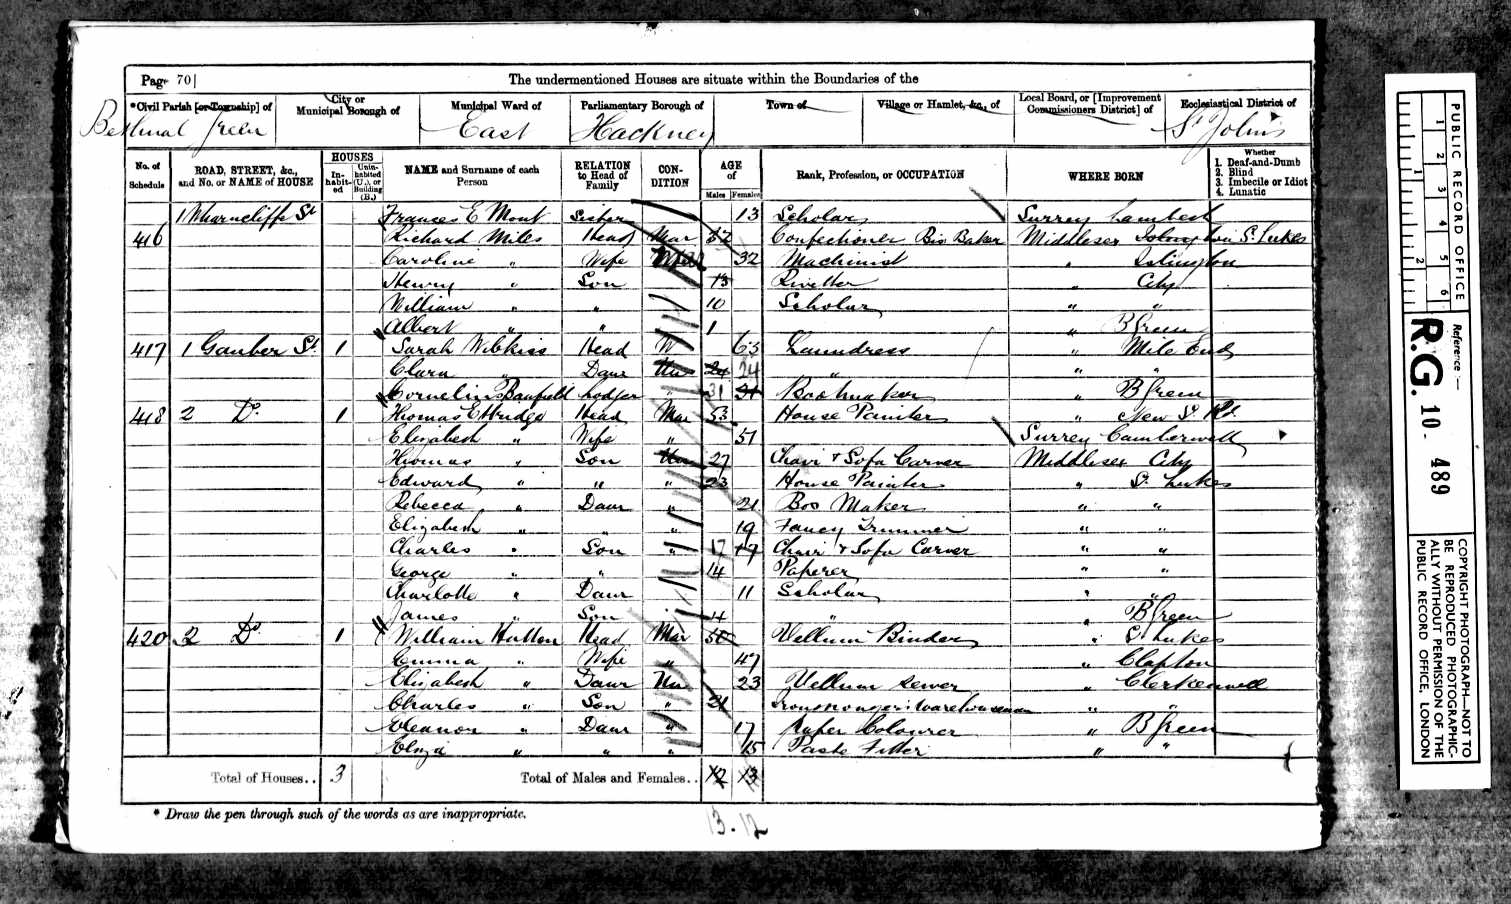 Page 70
The undermentioned Houses are situate within the Boundaries of the
*Civil Parish [or Township] of
City or Municipal Borough of
Municipal Ward of
Parliamentary Borough of
Town of
Village or Hamlet, &c., of
Local Board, or [Improvement Commissioners District] of
Ecclesiastical District of
Bethnal Green East Hackney St John's
No. of Schedule
ROAD, STREET, &c., and No. or NAME of HOUSE
HOUSES
Inhabited
Uninhabited (U.), or Building (B.)
NAME and Surname of each Person
RELATION to Head of Family
CONDITION
AGE of
Males
Females
Rank, Profession, or OCCUPATION
WHERE BORN
Whether
1. Deaf-and-Dumb
2. Blind
3. Imbecile or Idiot
4. Lunatic
1 Wharncliffe St Frances E Mont Sister 13 Scholar Surrey Lambeth
416 Richard Miles Head Mar Confectioner Bis Baker Middlesex St Lukes
Caroline " Wife 32 Machinist " Islington
Henry " Son 13 Rivetter " City
William " " 10 Scholar " "
Albert " " 1 " B Green
417 1 Gauber St 1 Sarah Head W 63 Laundress " Mile End
Clara " Daur Un 24 24 " " "
Cornelius Banfield Lodger " 31 31 Bootmaker " B Green
418 2 Do 1 Thomas Ethridge Head Mar 53 House Painter " New St Rd
Elizabeth " Wife " 51 Surrey Camberwell
Thomas " Son Un 27 Chair & Sofa Carver Middlesex City
Edward " " " 23 House Painter " St Lukes
Rebecca " Daur " 21 Box Maker " "
Elizabeth " " " 19 Fancy Trimmer " "
Charles " Son " 17 17 Chair & Sofa Carver " "
George " " 14 Paperer " "
Charlotte " Daur 11 Scholar " "
James " Son " " B Green
420 3 Do 1 William Hutton Head Mar 50 Vellum Binder " St Lukes
Emma " Wife " 47 " Clapton
Elizabeth " Daur Un 23 Vellum Sewer " Clerkenwell
Charles " Son " 21 Ironmongers Warehouseman " "
Eleanor " Daur " 17 Paper Colourer " B Green
Eliza " " " 15 Paste Fitter " "
Total of Houses.. 3
Total of Males and Females.. 12 13
* Draw the pen through such of the words as are inappropriate.
13. 12
PUBLIC RECORD OFFICE
1 2 3 4 5 6
1 2
Reference :—
R.G. 10 489
COPYRIGHT PHOTOGRAPH—NOT TO BE REPRODUCED PHOTOGRAPHICALLY WITHOUT PERMISSION OF THE PUBLIC RECORD OFFICE, LONDON